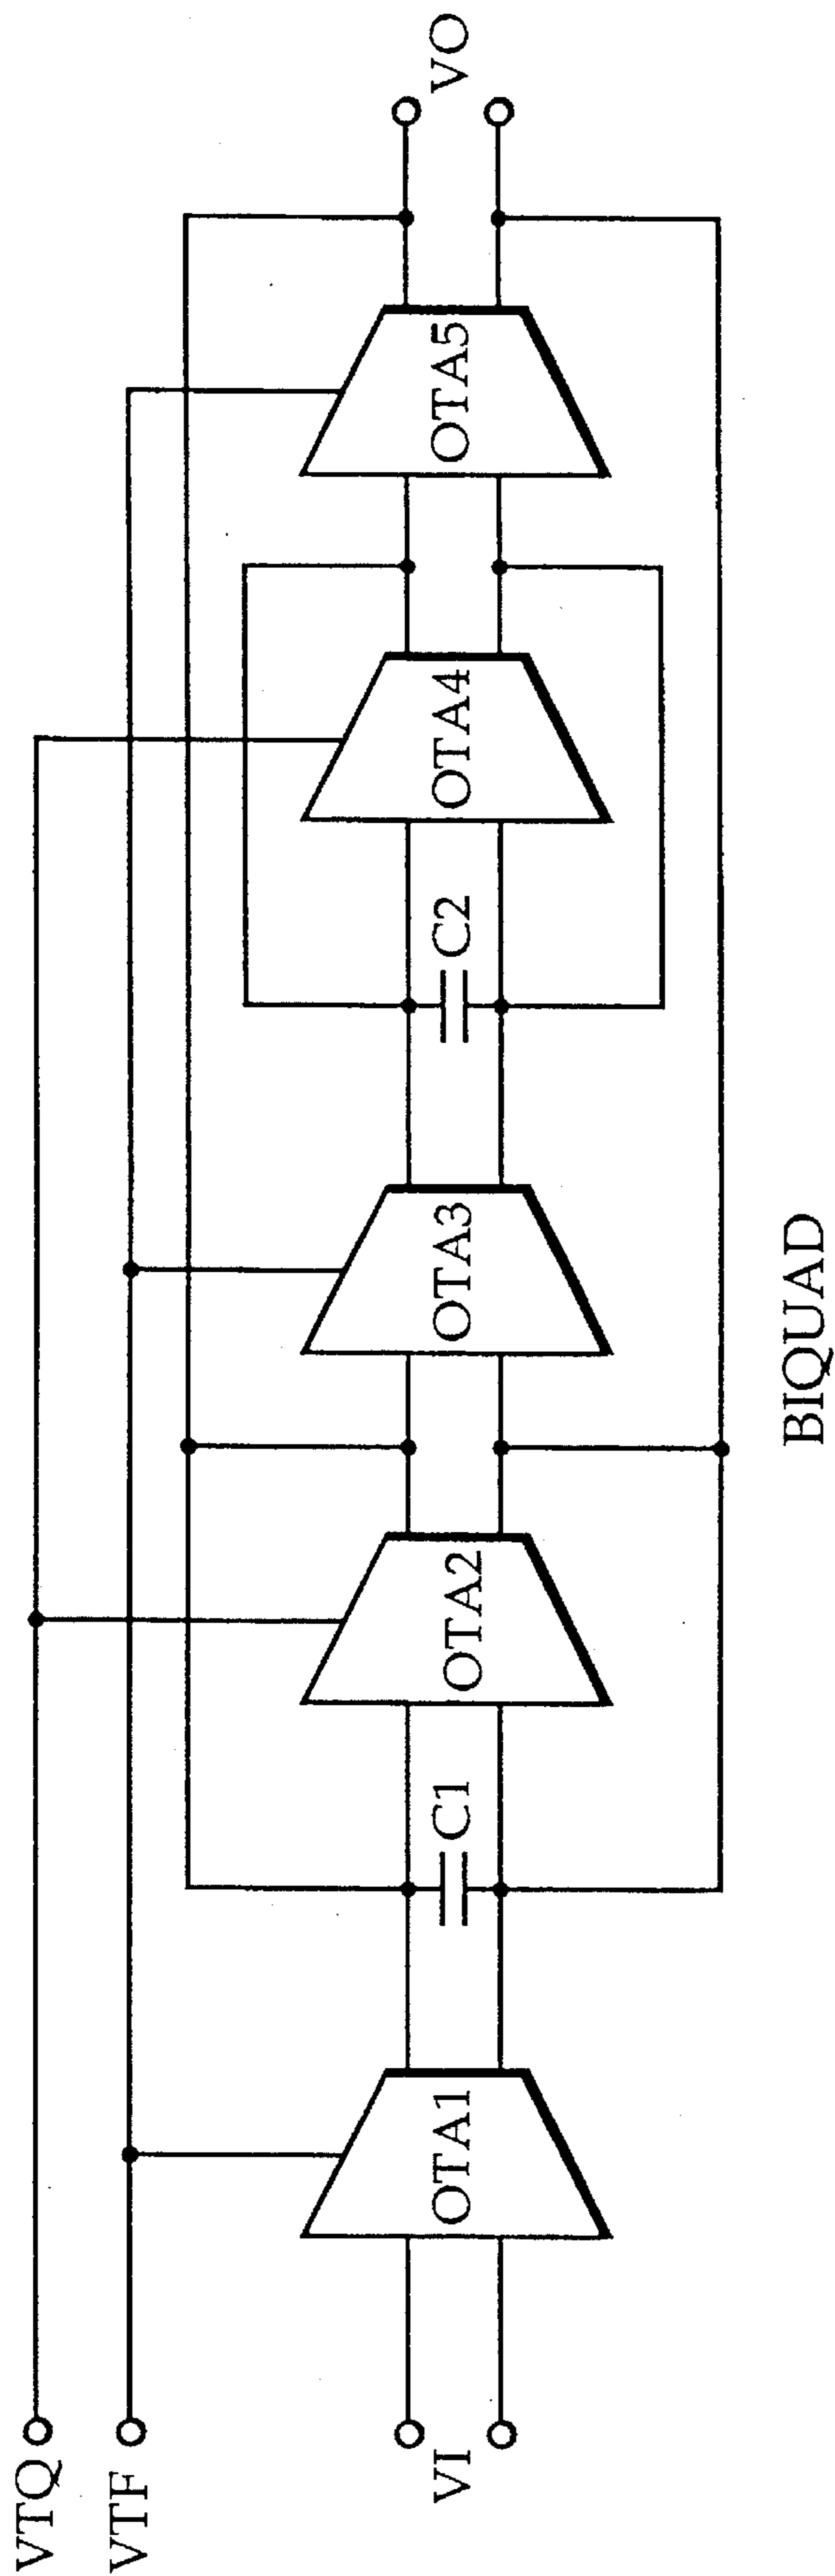 VTQ
VTF
VI
OTA1
C1
OTA2
OTA3
C2
OTA4
OTA5
VO
BIQUAD